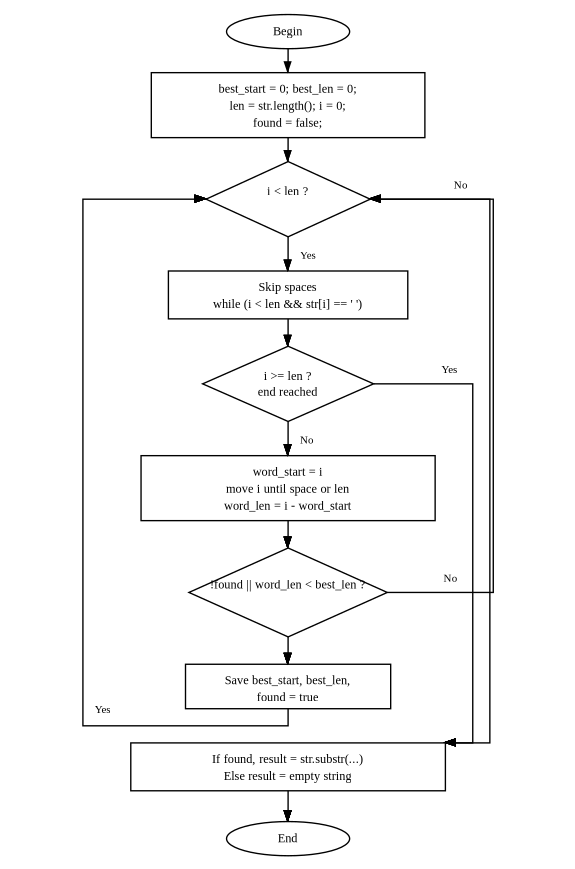 Begin
best_start = 0; best_len = 0;
len = str.length(); i = 0;
found = false;
i < len ?
No
Yes
Skip spaces
while (i < len && str[i] == ' ')
i >= len ?
end reached
Yes
No
word_start = i
move i until space or len
word_len = i - word_start
!found || word_len < best_len ?
No
Save best_start, best_len,
found = true
Yes
If found, result = str.substr(...)
Else result = empty string
End